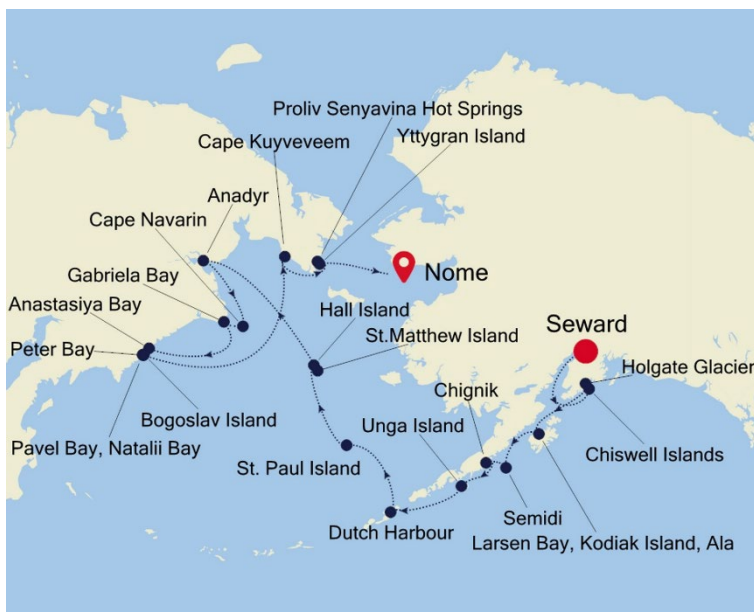 Proliv Senyavina Hot Springs
Yttygran Island
Cape Kuyveveem
Anadyr
Cape Navarin
Gabriela Bay
Anastasiya Bay
Peter Bay
Bogoslav Island
Pavel Bay, Natalii Bay
Nome
Hall Island
St.Matthew Island
Seward
Holgate Glacier
Chignik
Unga Island
Chiswell Islands
St. Paul Island
Dutch Harbour
Semidi
Larsen Bay, Kodiak Island, Ala